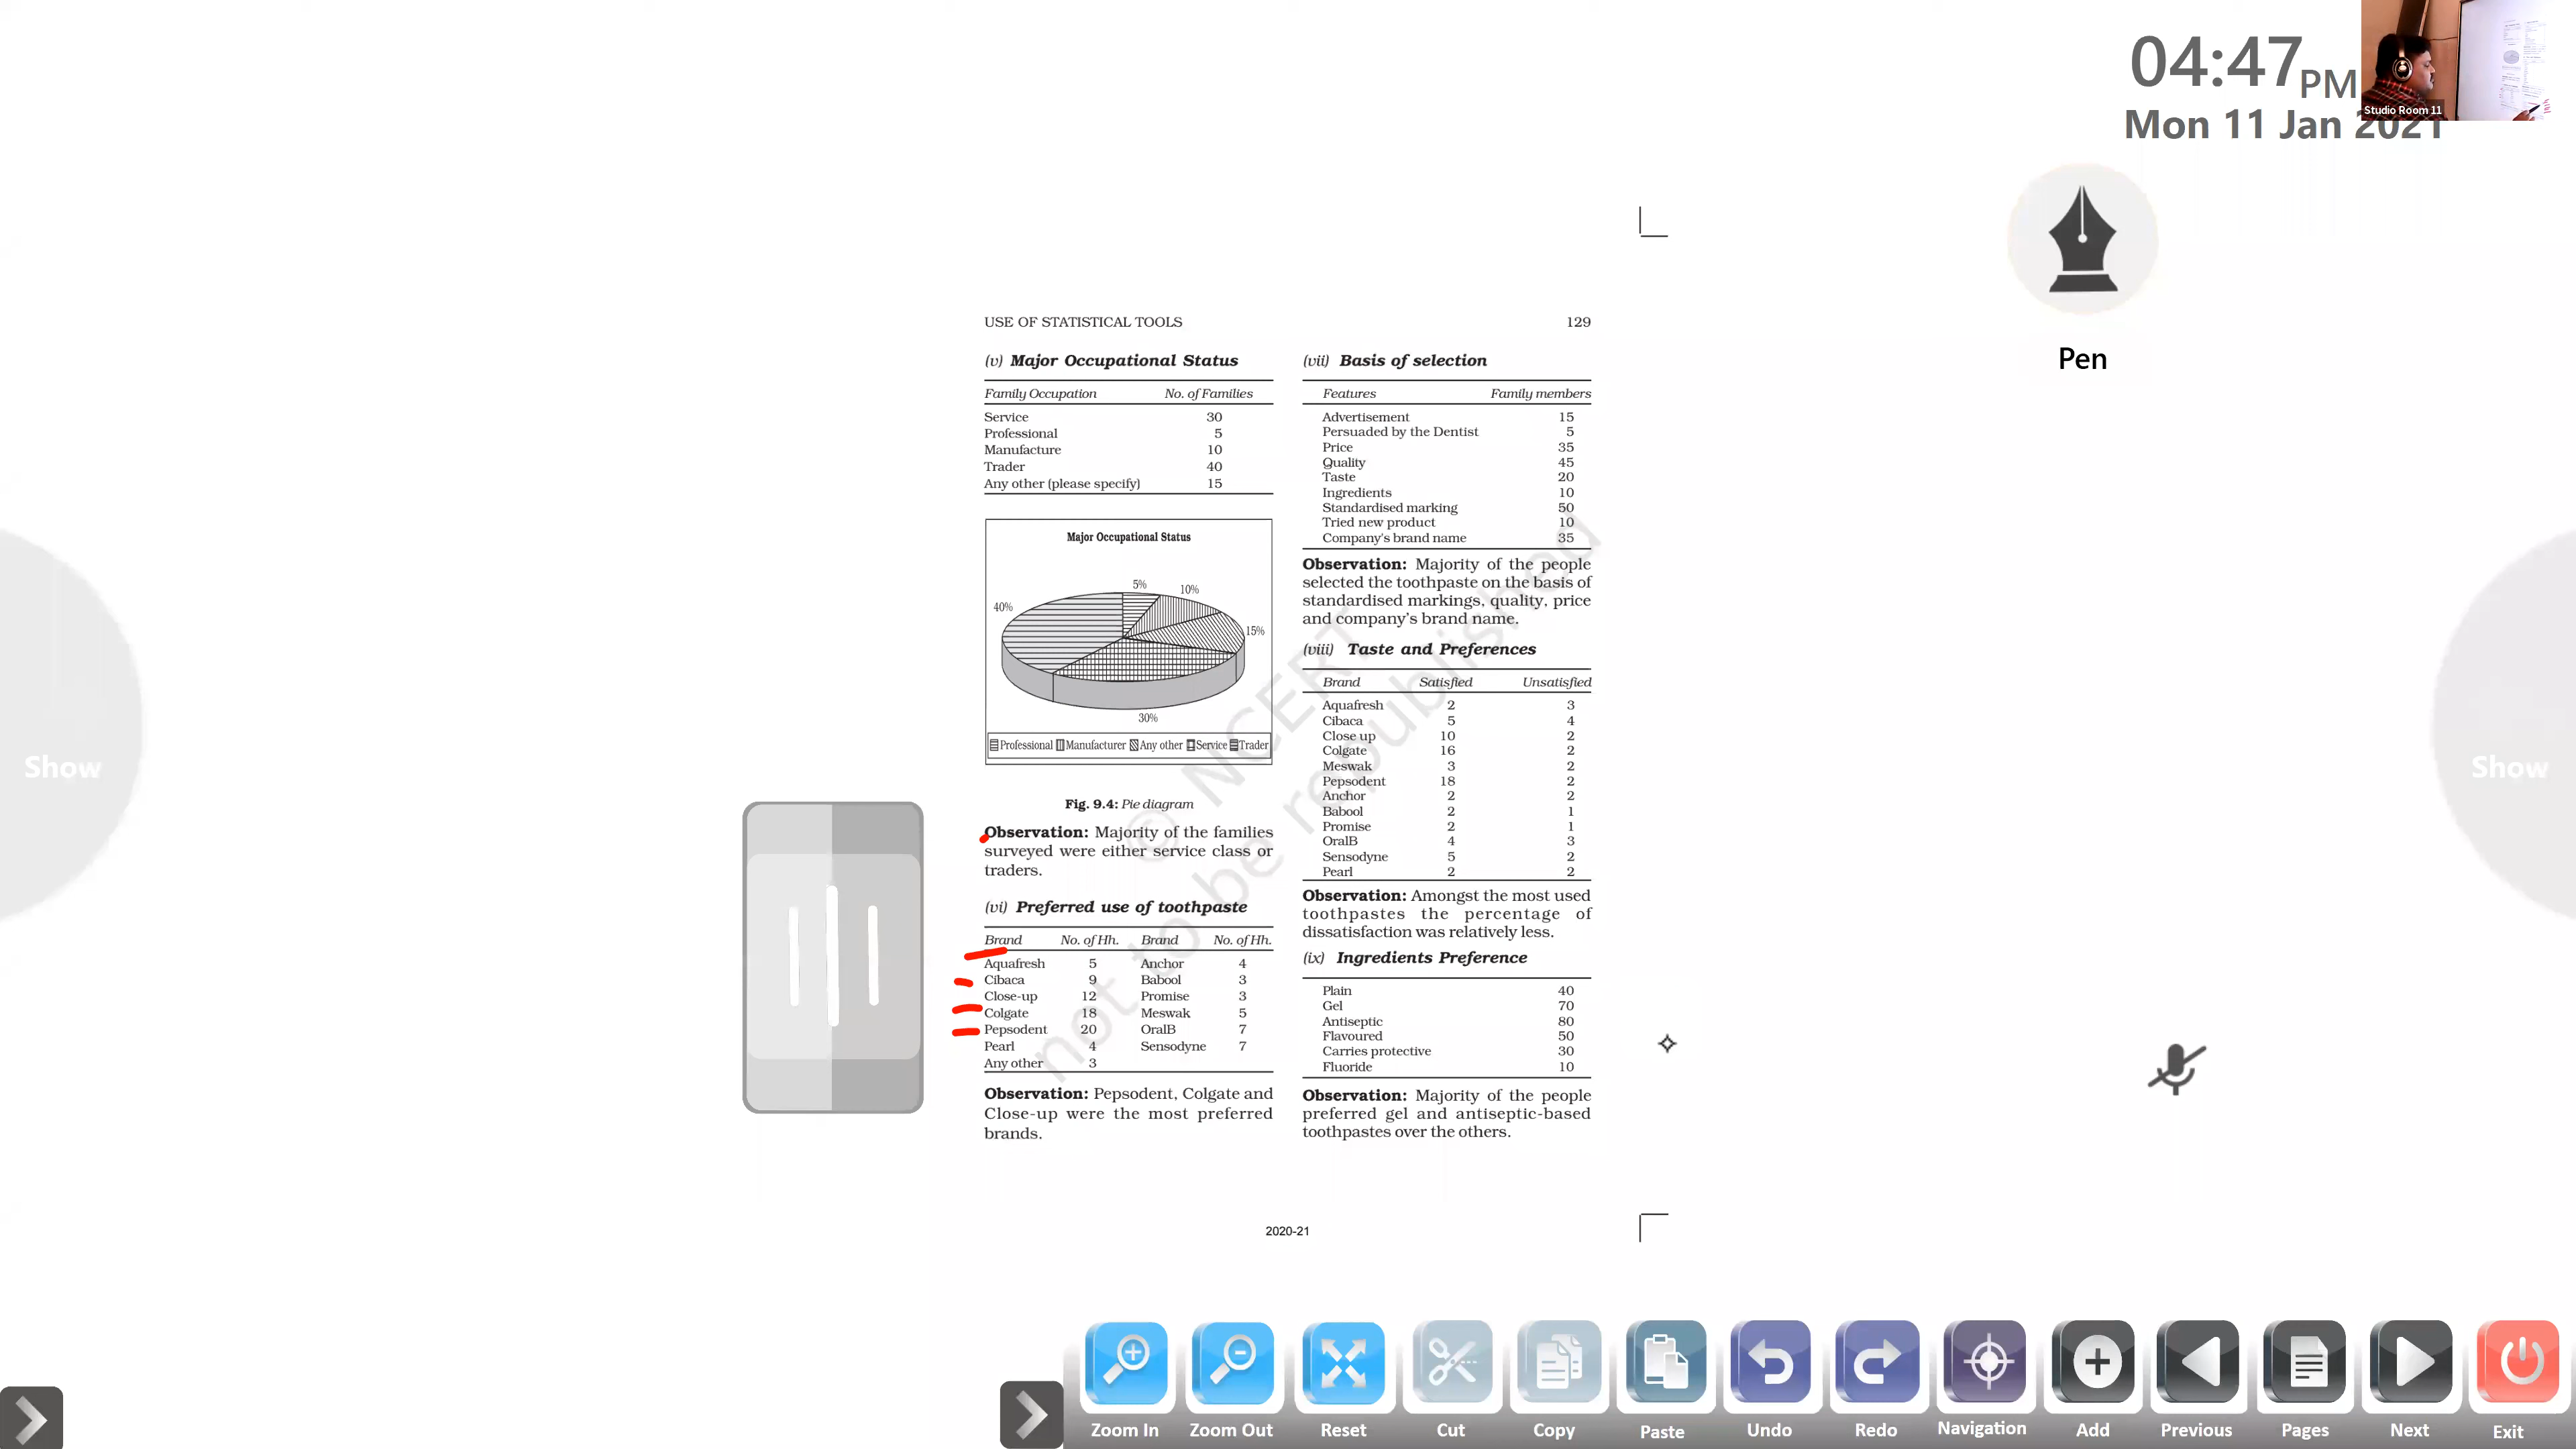 04:47 PM
Mon 11 Jan 2021
Studio Room 11
Pen
USE OF STATISTICAL TOOLS 129
(v) Major Occupational Status
Family Occupation No. of Families
Service 30
Professional 5
Manufacture 10
Trader 40
Any other (please specify) 15
Major Occupational Status
5%
10%
40%
15%
30%
Professional Manufacturer Any other Service Trader
Fig. 9.4: Pie diagram
Observation: Majority of the families
surveyed were either service class or
traders.
(vi) Preferred use of toothpaste
Brand No. of Hh. Brand No. of Hh.
Aquafresh 5 Anchor 4
Cibaca 9 Babool 3
Close-up 12 Promise 3
Colgate 18 Meswak 5
Pepsodent 20 OralB 7
Pearl 4 Sensodyne 7
Any other 3
Observation: Pepsodent, Colgate and
Close-up were the most preferred
brands.
(vii) Basis of selection
Features Family members
Advertisement 15
Persuaded by the Dentist 5
Price 35
Quality 45
Taste 20
Ingredients 10
Standardised marking 50
Tried new product 10
Company's brand name 35
Observation: Majority of the people
selected the toothpaste on the basis of
standardised markings, quality, price
and company's brand name.
(viii) Taste and Preferences
Brand Satisfied Unsatisfied
Aquafresh 2 3
Cibaca 5 4
Close up 10 2
Colgate 16 2
Meswak 3 2
Pepsodent 18 2
Anchor 2 2
Babool 2 1
Promise 2 1
OralB 4 3
Sensodyne 5 2
Pearl 2 2
Observation: Amongst the most used
toothpastes the percentage of
dissatisfaction was relatively less.
(ix) Ingredients Preference
Plain 40
Gel 70
Antiseptic 80
Flavoured 50
Carries protective 30
Fluoride 10
Observation: Majority of the people
preferred gel and antiseptic-based
toothpastes over the others.
© NCERT
not to be republished
2020-21
Show
Show
Zoom In Zoom Out Reset Cut Copy Paste Undo Redo Navigation Add Previous Pages Next Exit